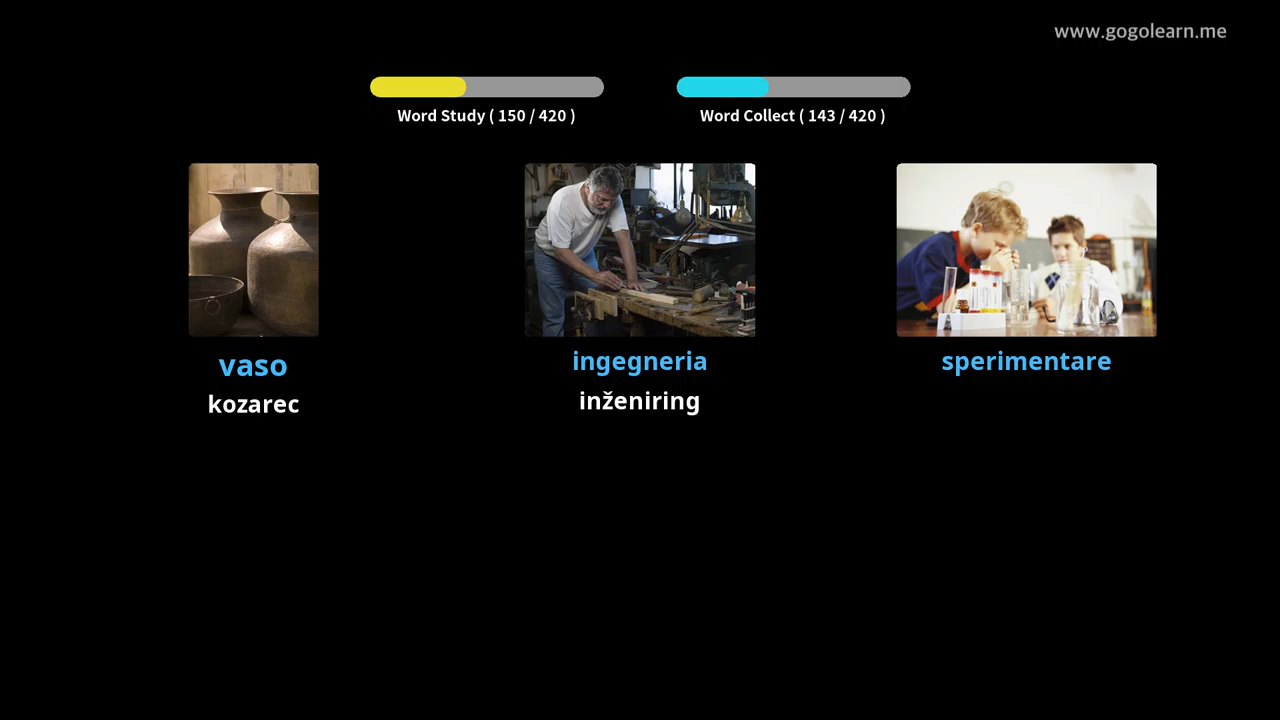 www.gogolearn.me
Word Study ( 150 / 420 )
Word Collect ( 143 / 420 )
vaso
kozarec
ingegneria
inženiring
sperimentare